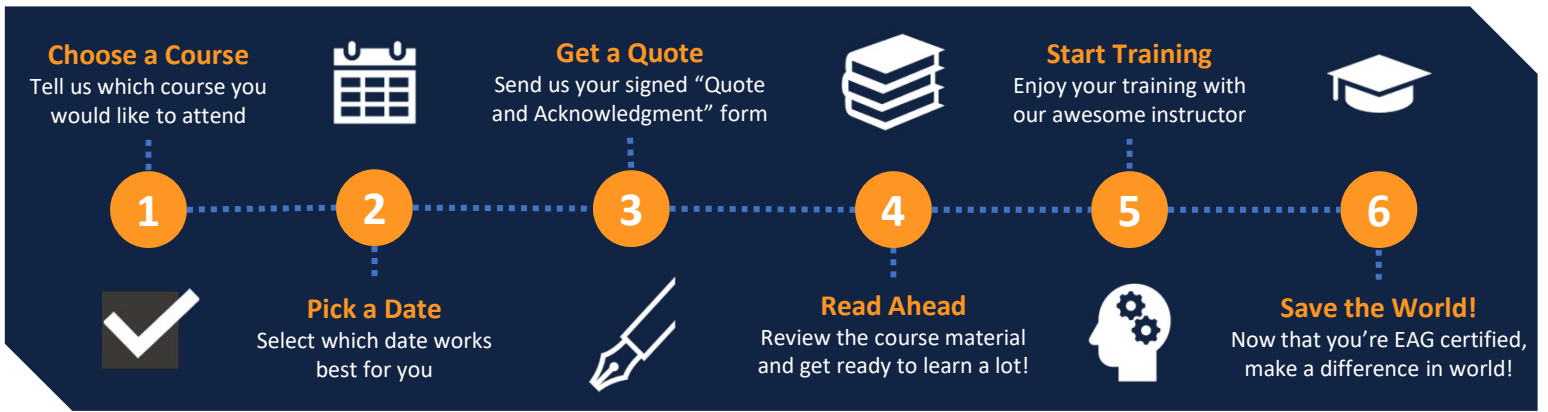 Choose a Course
Tell us which course you
would like to attend
1
2
Pick a Date
Select which date works
best for you
Get a Quote
Send us your signed “Quote
and Acknowledgment” form
3
4
Read Ahead
Review the course material
and get ready to learn a lot!
Start Training
Enjoy your training with
our awesome instructor
5
6
Save the World!
Now that you’re EAG certified,
make a difference in world!